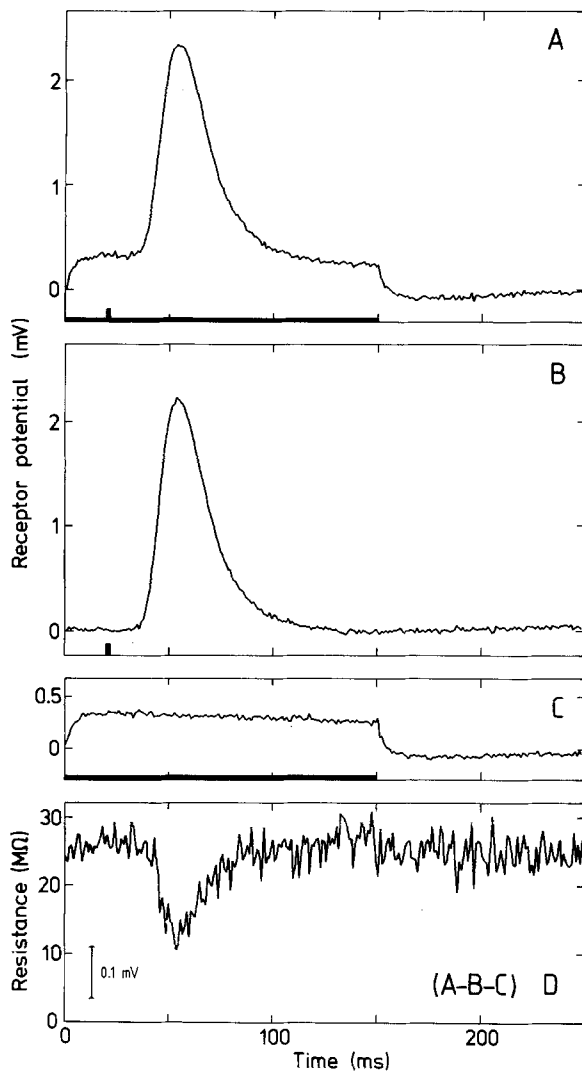 A
2
1
0
B
2
1
0
Receptor potential (mV)
C
0.5
0
30
20
10
0
Resistance (MΩ)
0.1 mV
(A-B-C) D
0
100
200
Time (ms)